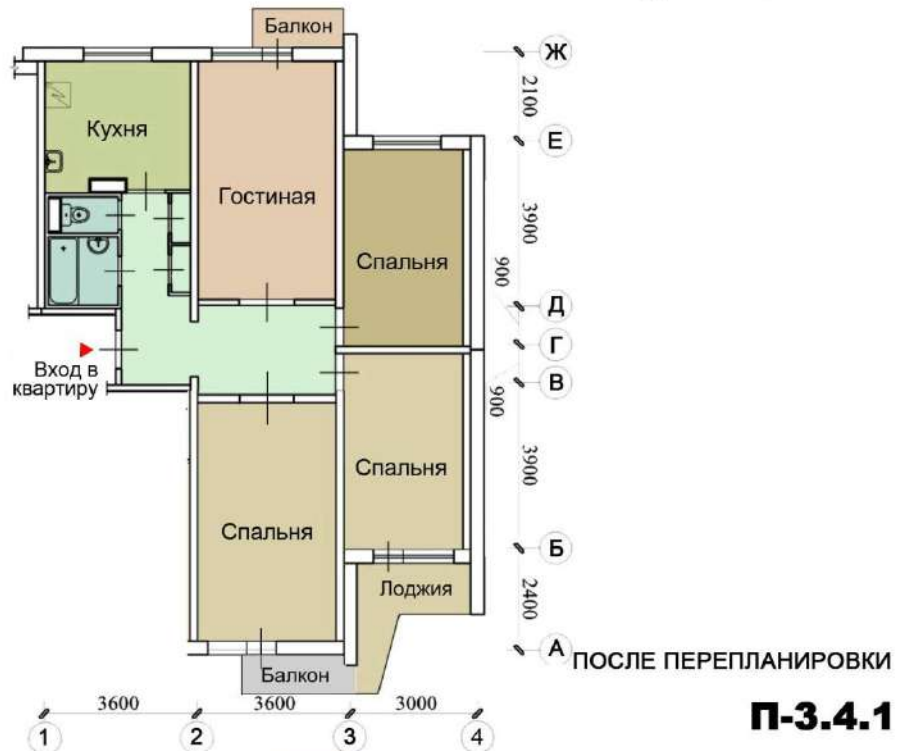 Балкон
Ж
2100
Кухня
Е
Гостиная
3900
Спальня
900
Д
Г
Вход в
квартиру
В
900
Спальня
3900
Спальня
Б
Лоджия
2400
А
ПОСЛЕ ПЕРЕПЛАНИРОВКИ
Балкон
3600
3600
3000
П-3.4.1
1
2
3
4